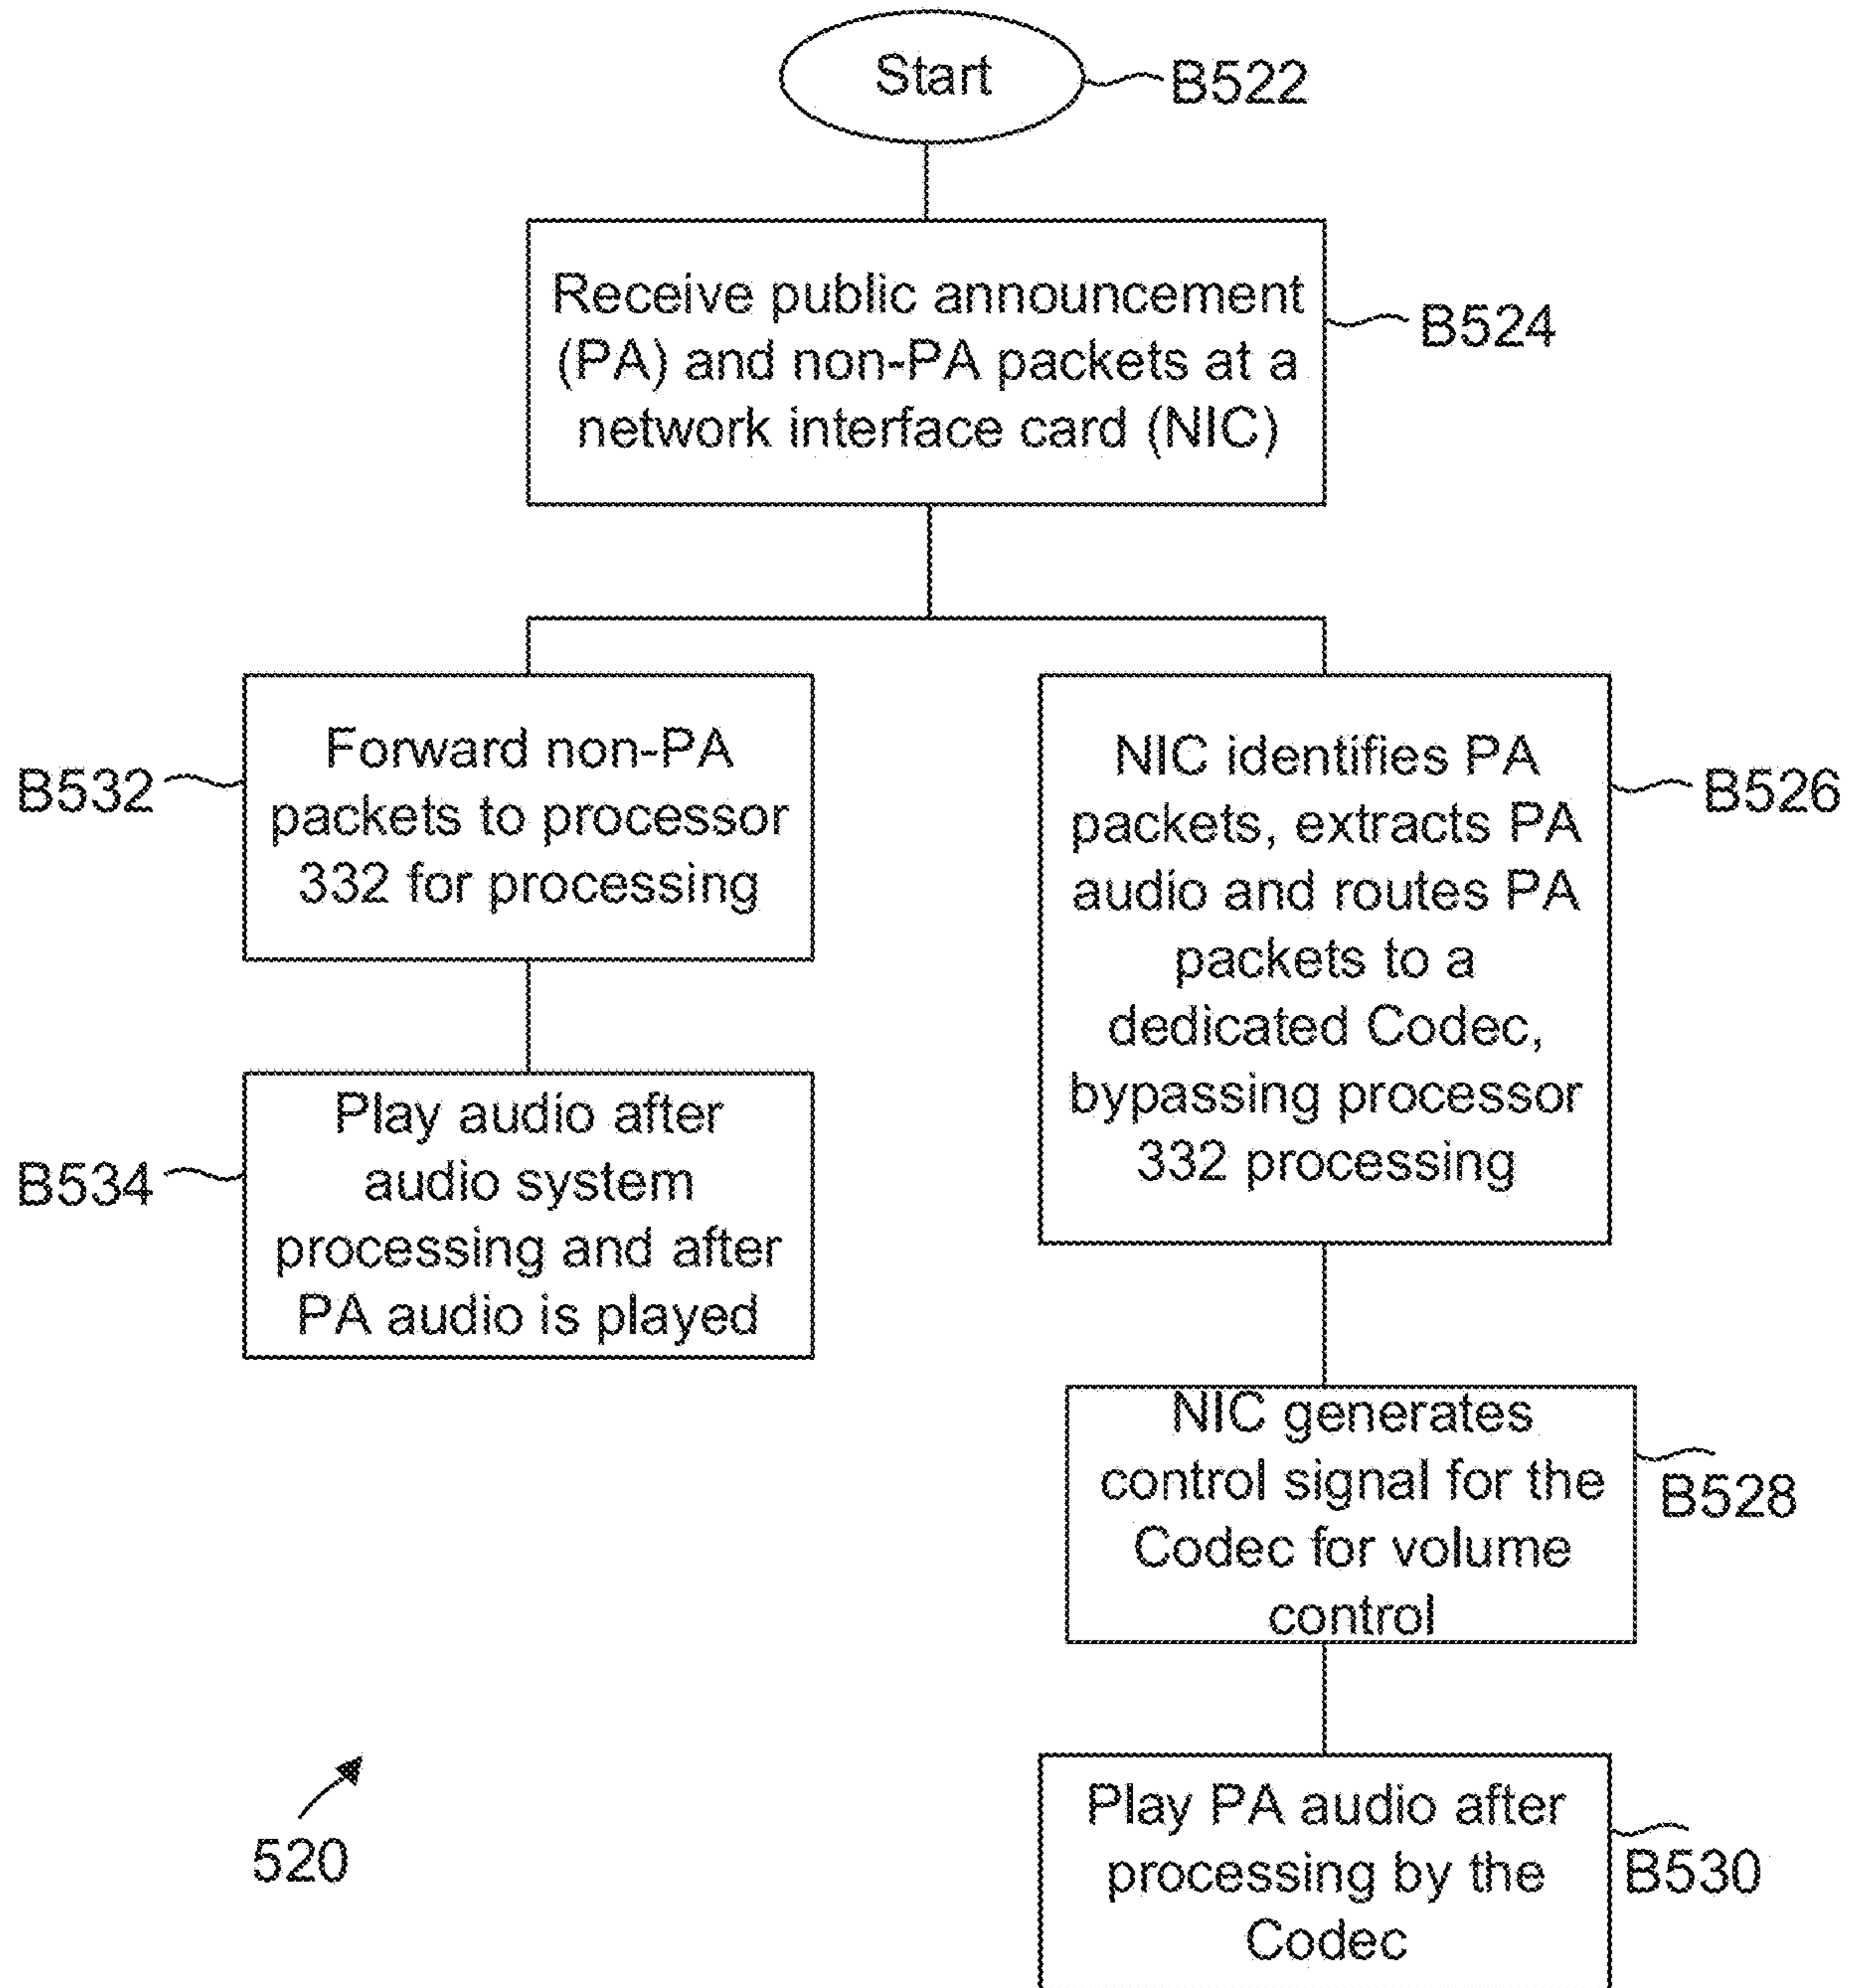 Start
B522
Receive public announcement
(PA) and non-PA packets at a
network interface card (NIC)
B524
Forward non-PA
packets to processor
332 for processing
B532
NIC identifies PA
packets, extracts PA
audio and routes PA
packets to a
dedicated Codec,
bypassing processor
332 processing
B526
Play audio after
audio system
processing and after
PA audio is played
B534
NIC generates
control signal for the
Codec for volume
control
B528
Play PA audio after
processing by the
Codec
B530
520